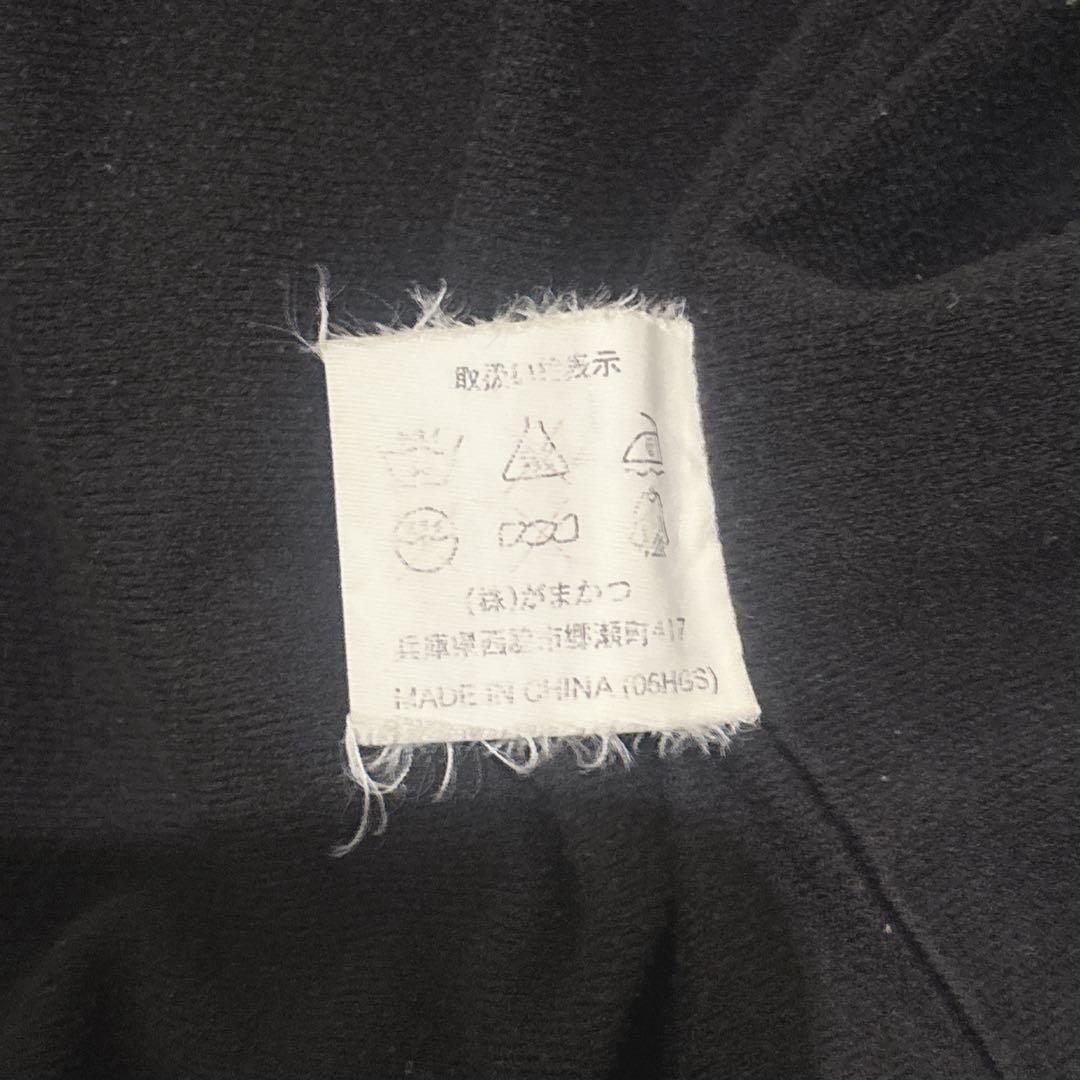 取扱い絵表示
(株)がまかつ
兵庫県西脇市郷瀬町417
MADE IN CHINA (05HGS)